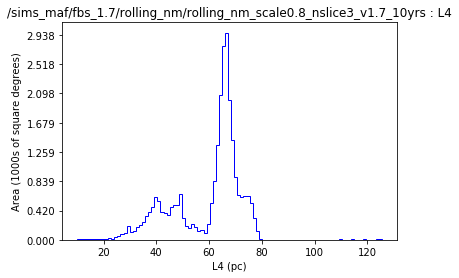 /sims_maf/fbs_1.7/rolling_nm/rolling_nm_scale0.8_nslice3_v1.7_10yrs : L4
2.938
2.518
2.098
1.679
1.259
0.839
0.420
0.000
Area (1000s of square degrees)
20 40 60 80 100 120
L4 (pc)